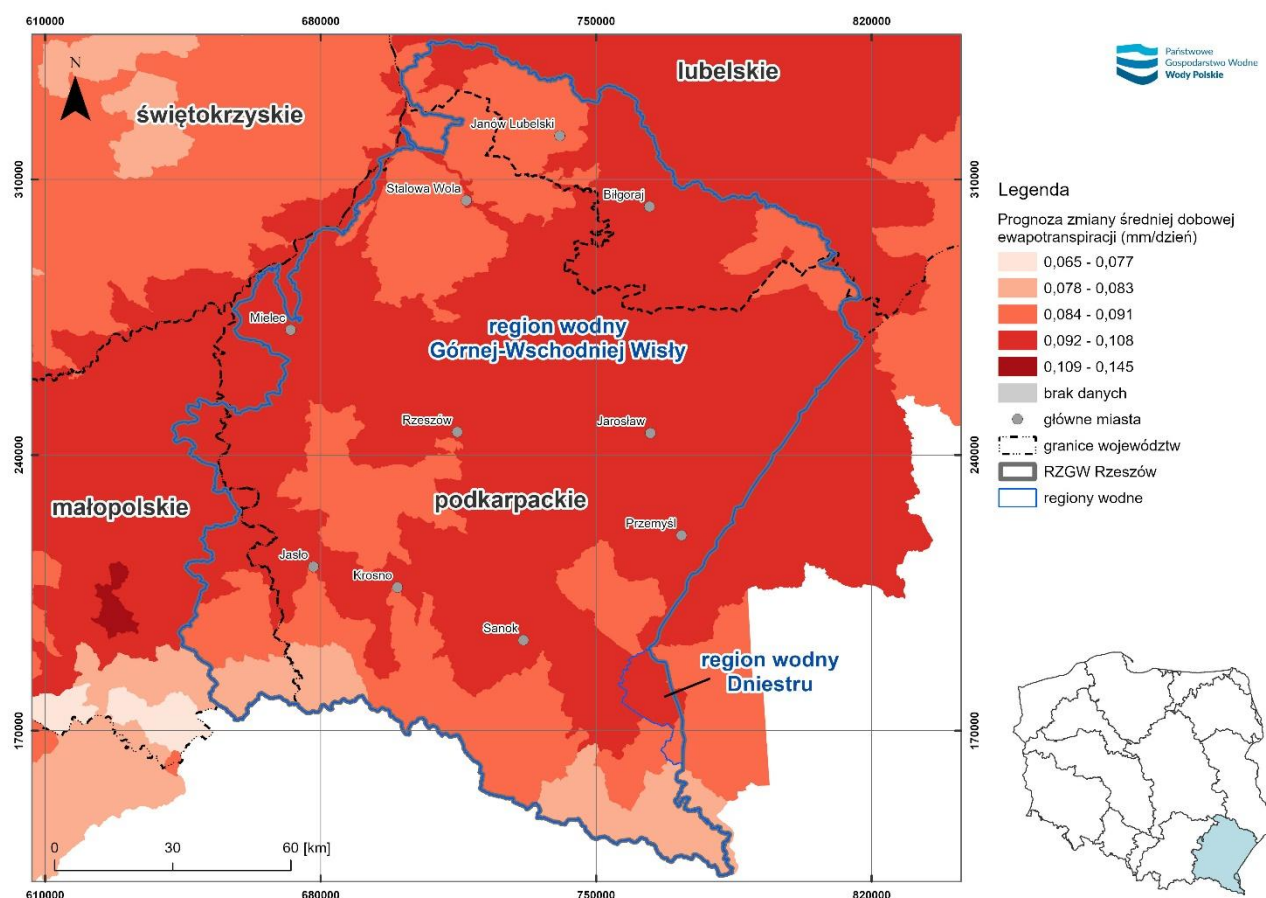 610000
680000
750000
820000
N
lubelskie
świętokrzyskie
Janów Lubelski
310000
310000
Stalowa Wola
Biłgoraj
Mielec
region wodny
Górnej-Wschodniej Wisły
Rzeszów
Jarosław
240000
240000
małopolskie
podkarpackie
Przemyśl
Jasło
Krosno
Sanok
region wodny
Dniestru
170000
170000
0
30
60 [km]
610000
680000
750000
820000
Państwowe
Gospodarstwo Wodne
Wody Polskie
Legenda
Prognoza zmiany średniej dobowej
ewapotranspiracji (mm/dzień)
0,065 - 0,077
0,078 - 0,083
0,084 - 0,091
0,092 - 0,108
0,109 - 0,145
brak danych
główne miasta
granice województw
RZGW Rzeszów
regiony wodne